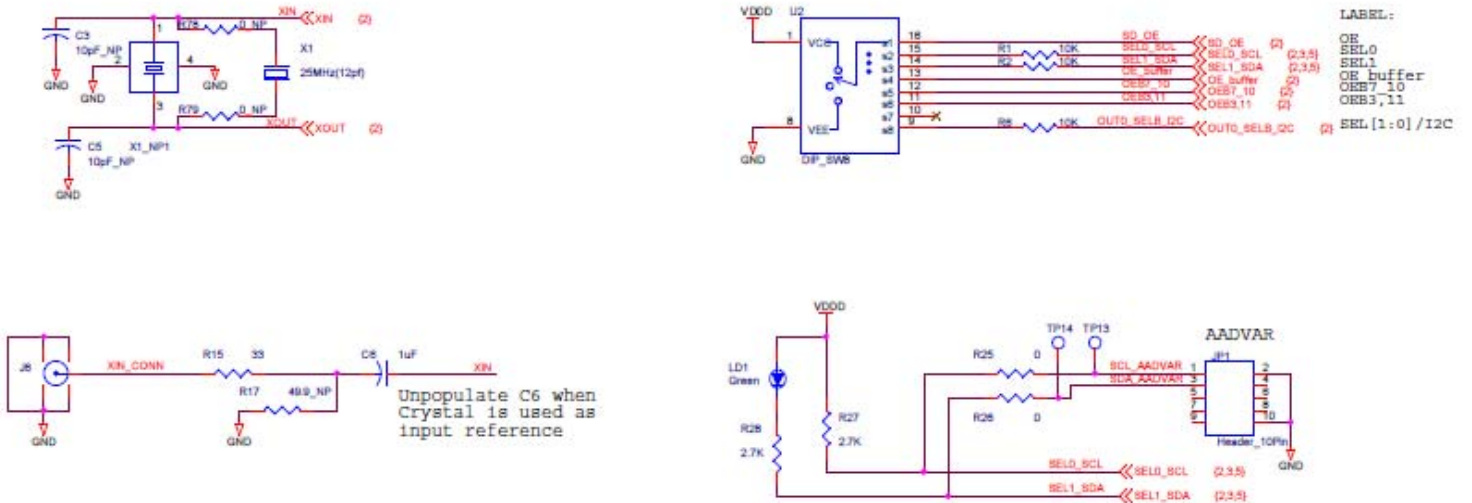 R78
0_NP
XIN
XIN
{2}
C3
10pF_NP
1
2
4
3
GND
GND
GND
X1
25MHz(12pf)
R79
0_NP
XOUT
XOUT
{2}
C5
10pF_NP
X1_NP1
GND
VDDD
U2
1
VCC
8
VEE
GND
DIP_SW8
s1
s2
s3
s4
s5
s6
s7
s8
16
15
14
13
12
11
10
9
R1
10K
R2
10K
R6
10K
SD_OE
SEL0_SCL
SEL1_SDA
OE_buffer
OEB7_10
OEB3,11
OUT0_SELB_I2C
SD_OE
{2}
SEL0_SCL
{2,3,5}
SEL1_SDA
{2,3,5}
OE_buffer
{2}
OEB7_10
{2}
OEB3,11
{2}
OUT0_SELB_I2C
{2}
LABEL:
OE
SEL0
SEL1
OE_buffer
OEB7_10
OEB3,11
SEL[1:0]/I2C
J6
XIN_CONN
R15
33
C6
1uF
XIN
R17
49.9_NP
GND
GND
Unpopulate C6 when
Crystal is used as
input reference
VDDD
LD1
Green
R28
2.7K
R27
2.7K
R25
0
R26
0
TP14
TP13
AADVAR
JP1
SCL_AADVAR
SDA_AADVAR
1
3
5
7
9
2
4
6
8
10
Header_10Pin
GND
SEL0_SCL
SEL0_SCL
{2,3,5}
SEL1_SDA
SEL1_SDA
{2,3,5}